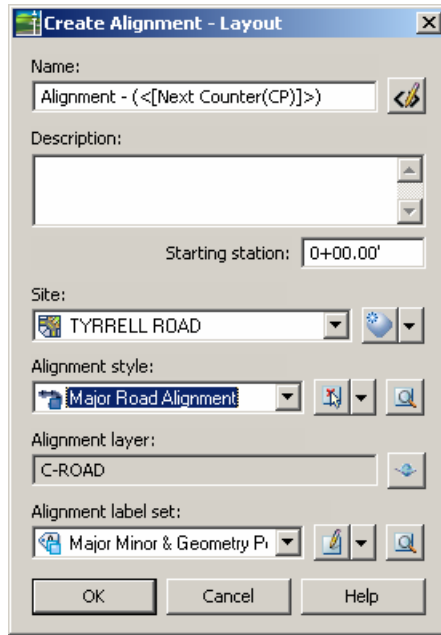 Create Alignment - Layout
Name:
Alignment - (<[Next Counter(CP)]>)
Description:
Starting station: 0+00.00'
Site:
TYRRELL ROAD
Alignment style:
Major Road Alignment
Alignment layer:
C-ROAD
Alignment label set:
Major Minor & Geometry P
OK Cancel Help